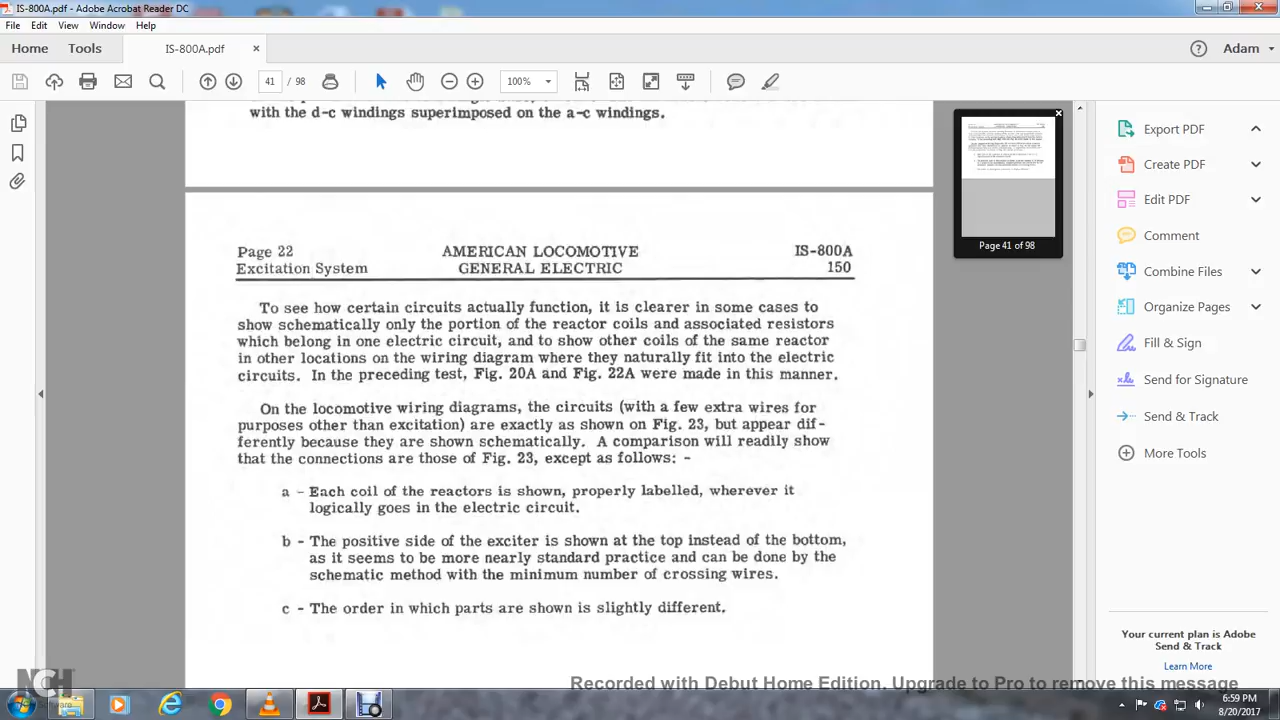 IS-800A.pdf - Adobe Acrobat Reader DC
File Edit View Window Help
Home Tools IS-800A.pdf × Adam
41 / 98 100%
with the d-c windings superimposed on the a-c windings.
Page 22 AMERICAN LOCOMOTIVE IS-800A
Excitation System GENERAL ELECTRIC 150
To see how certain circuits actually function, it is clearer in some cases to
show schematically only the portion of the reactor coils and associated resistors
which belong in one electric circuit, and to show other coils of the same reactor
in other locations on the wiring diagram where they naturally fit into the electric
circuits. In the preceding test, Fig. 20A and Fig. 22A were made in this manner.
On the locomotive wiring diagrams, the circuits (with a few extra wires for
purposes other than excitation) are exactly as shown on Fig. 23, but appear dif-
ferently because they are shown schematically. A comparison will readily show
that the connections are those of Fig. 23, except as follows: -
a - Each coil of the reactors is shown, properly labelled, wherever it
logically goes in the electric circuit.
b - The positive side of the exciter is shown at the top instead of the bottom,
as it seems to be more nearly standard practice and can be done by the
schematic method with the minimum number of crossing wires.
c - The order in which parts are shown is slightly different.
Page 41 of 98
Export PDF
Create PDF
Edit PDF
Comment
Combine Files
Organize Pages
Fill & Sign
Send for Signature
Send & Track
More Tools
Your current plan is Adobe
Send & Track
Learn More
NCH
Software
Recorded with Debut Home Edition. Upgrade to Pro to remove this message
6:59 PM
8/20/2017